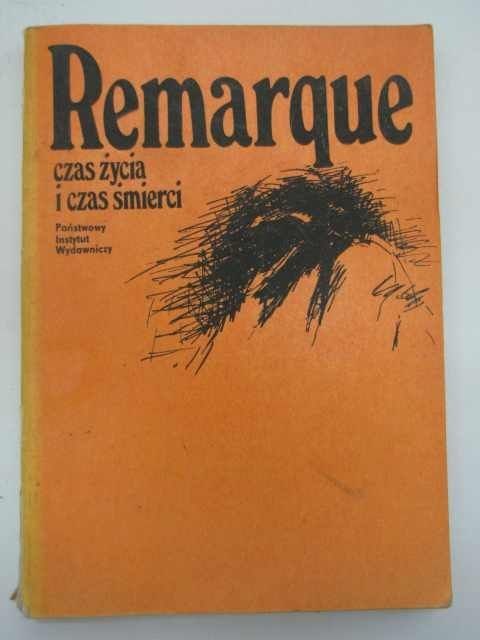 Remarque
czas życia
i czas śmierci
Państwowy
Instytut
Wydawniczy